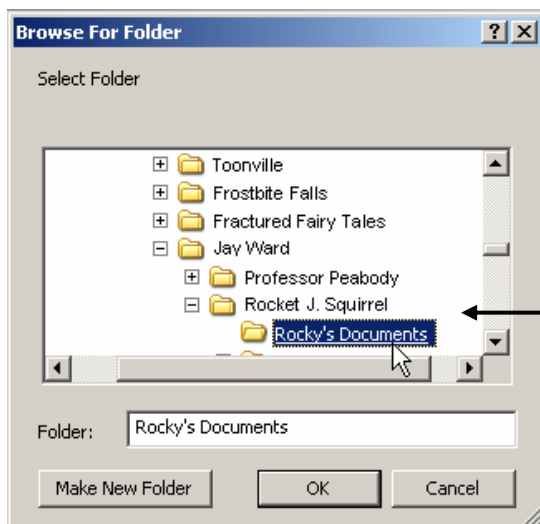 Browse For Folder
Select Folder
Toonville
Frostbite Falls
Fractured Fairy Tales
Jay Ward
Professor Peabody
Rocket J. Squirrel
Rocky's Documents
Folder: Rocky's Documents
Make New Folder OK Cancel